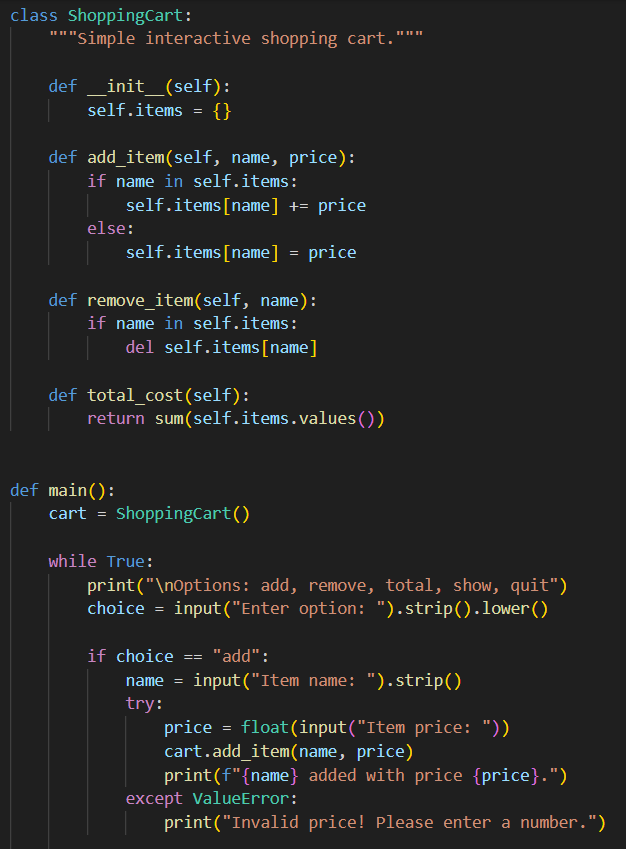 class ShoppingCart:
    """Simple interactive shopping cart."""

    def __init__(self):
        self.items = {}

    def add_item(self, name, price):
        if name in self.items:
            self.items[name] += price
        else:
            self.items[name] = price

    def remove_item(self, name):
        if name in self.items:
            del self.items[name]

    def total_cost(self):
        return sum(self.items.values())


def main():
    cart = ShoppingCart()

    while True:
        print("\nOptions: add, remove, total, show, quit")
        choice = input("Enter option: ").strip().lower()

        if choice == "add":
            name = input("Item name: ").strip()
            try:
                price = float(input("Item price: "))
                cart.add_item(name, price)
                print(f"{name} added with price {price}.")
            except ValueError:
                print("Invalid price! Please enter a number.")